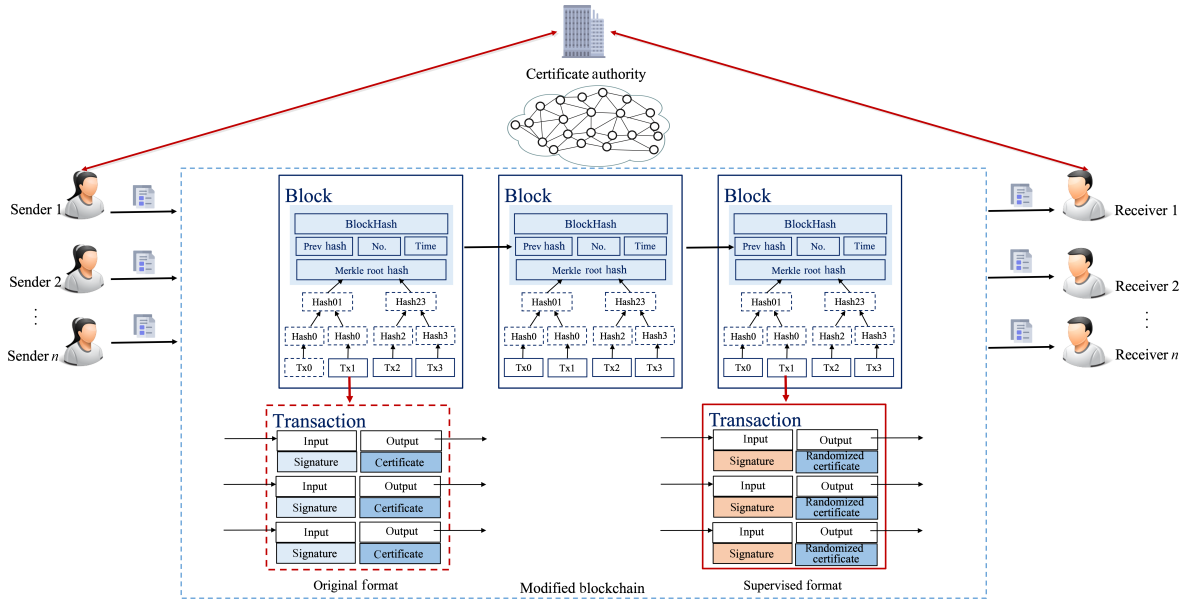 Certificate authority
Sender 1
Sender 2
Sender n
Block
BlockHash
Prev hash No. Time
Merkle root hash
Hash01 Hash23
Hash0 Hash0 Hash2 Hash3
Tx0 Tx1 Tx2 Tx3
Block
BlockHash
Prev hash No. Time
Merkle root hash
Hash01 Hash23
Hash0 Hash0 Hash2 Hash3
Tx0 Tx1 Tx2 Tx3
Block
BlockHash
Prev hash No. Time
Merkle root hash
Hash01 Hash23
Hash0 Hash0 Hash2 Hash3
Tx0 Tx1 Tx2 Tx3
Receiver 1
Receiver 2
Receiver n
Transaction
Input Output
Signature Certificate
Input Output
Signature Certificate
Input Output
Signature Certificate
Original format
Transaction
Input Output
Signature Randomized
certificate
Input Output
Signature Randomized
certificate
Input Output
Signature Randomized
certificate
Supervised format
Modified blockchain